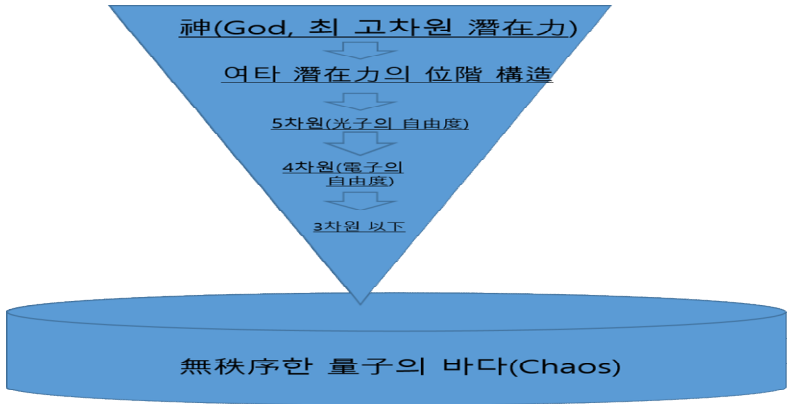 神(God, 최 고차원 潛在力)
여타 潛在力의 位階 構造
5차원(光子의 自由度)
4차원(電子의
自由度)
3차원 以下
無秩序한 量子의 바다(Chaos)